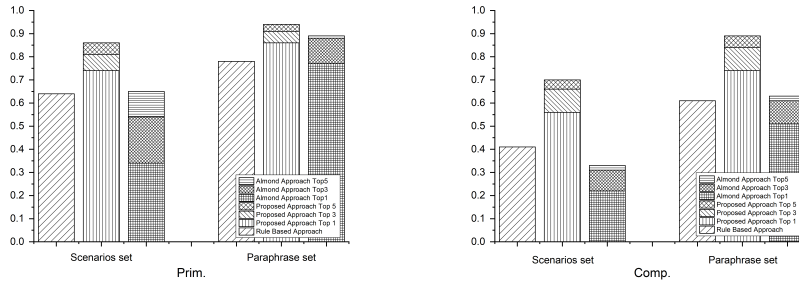 1.0
0.9
0.8
0.7
0.6
0.5
0.4
0.3
0.2
0.1
0.0
Almond Approach Top5
Almond Approach Top3
Almond Approach Top1
Proposed Approach Top 5
Proposed Approach Top 3
Proposed Approach Top 1
Rule Based Approach
Scenarios set
Paraphrase set
Prim.
1.0
0.9
0.8
0.7
0.6
0.5
0.4
0.3
0.2
0.1
0.0
Almond Approach Top5
Almond Approach Top3
Almond Approach Top1
Proposed Approach Top 5
Proposed Approach Top 3
Proposed Approach Top 1
Rule Based Approach
Scenarios set
Paraphrase set
Comp.